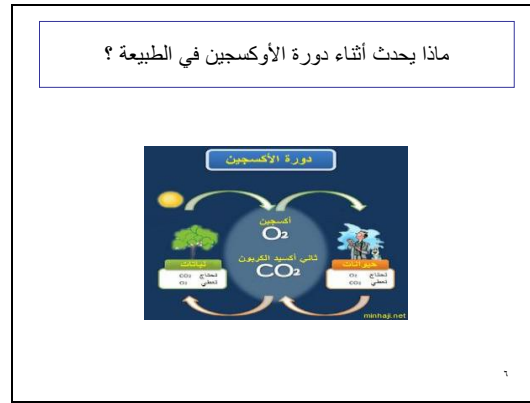 ماذا يحدث أثناء دورة الأوكسجين في الطبيعة ؟
دورة الأكسجين
أكسجين
O₂
ثاني أكسيد الكربون
CO₂
نباتات
تحتاج CO₂
تعطي O₂
حيوانات
تحتاج O₂
تعطي CO₂
minhaji.net
٦